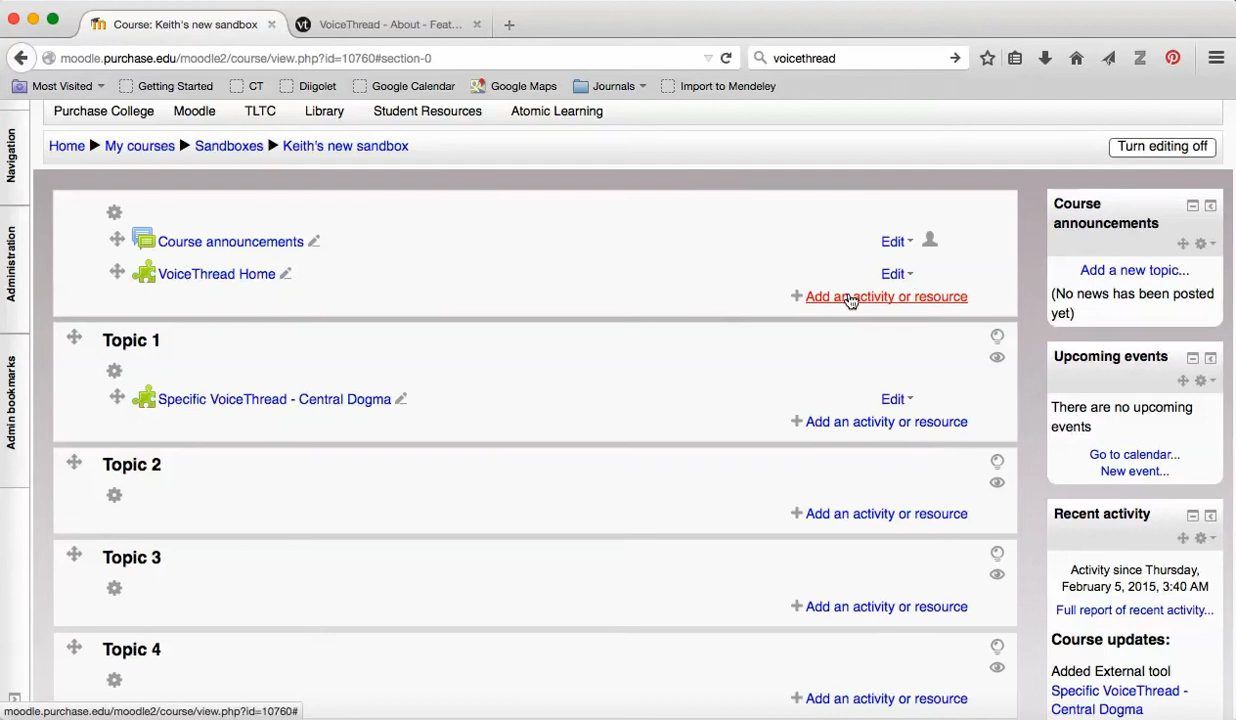 Course: Keith's new sandbox
VoiceThread - About - Feat...
moodle.purchase.edu/moodle2/course/view.php?id=10760#section-0
voicethread
Most Visited
Getting Started
CT
Diigolet
Google Calendar
Google Maps
Journals
Import to Mendeley
Purchase College
Moodle
TLTC
Library
Student Resources
Atomic Learning
Home
My courses
Sandboxes
Keith's new sandbox
Turn editing off
Navigation
Administration
Admin bookmarks
Course announcements
Edit
VoiceThread Home
Edit
Add an activity or resource
Topic 1
Specific VoiceThread - Central Dogma
Edit
Add an activity or resource
Topic 2
Add an activity or resource
Topic 3
Add an activity or resource
Topic 4
Add an activity or resource
Course
announcements
Add a new topic...
(No news has been posted
yet)
Upcoming events
There are no upcoming
events
Go to calendar...
New event...
Recent activity
Activity since Thursday,
February 5, 2015, 3:40 AM
Full report of recent activity...
Course updates:
Added External tool
Specific VoiceThread -
Central Dogma
moodle.purchase.edu/moodle2/course/view.php?id=10760#